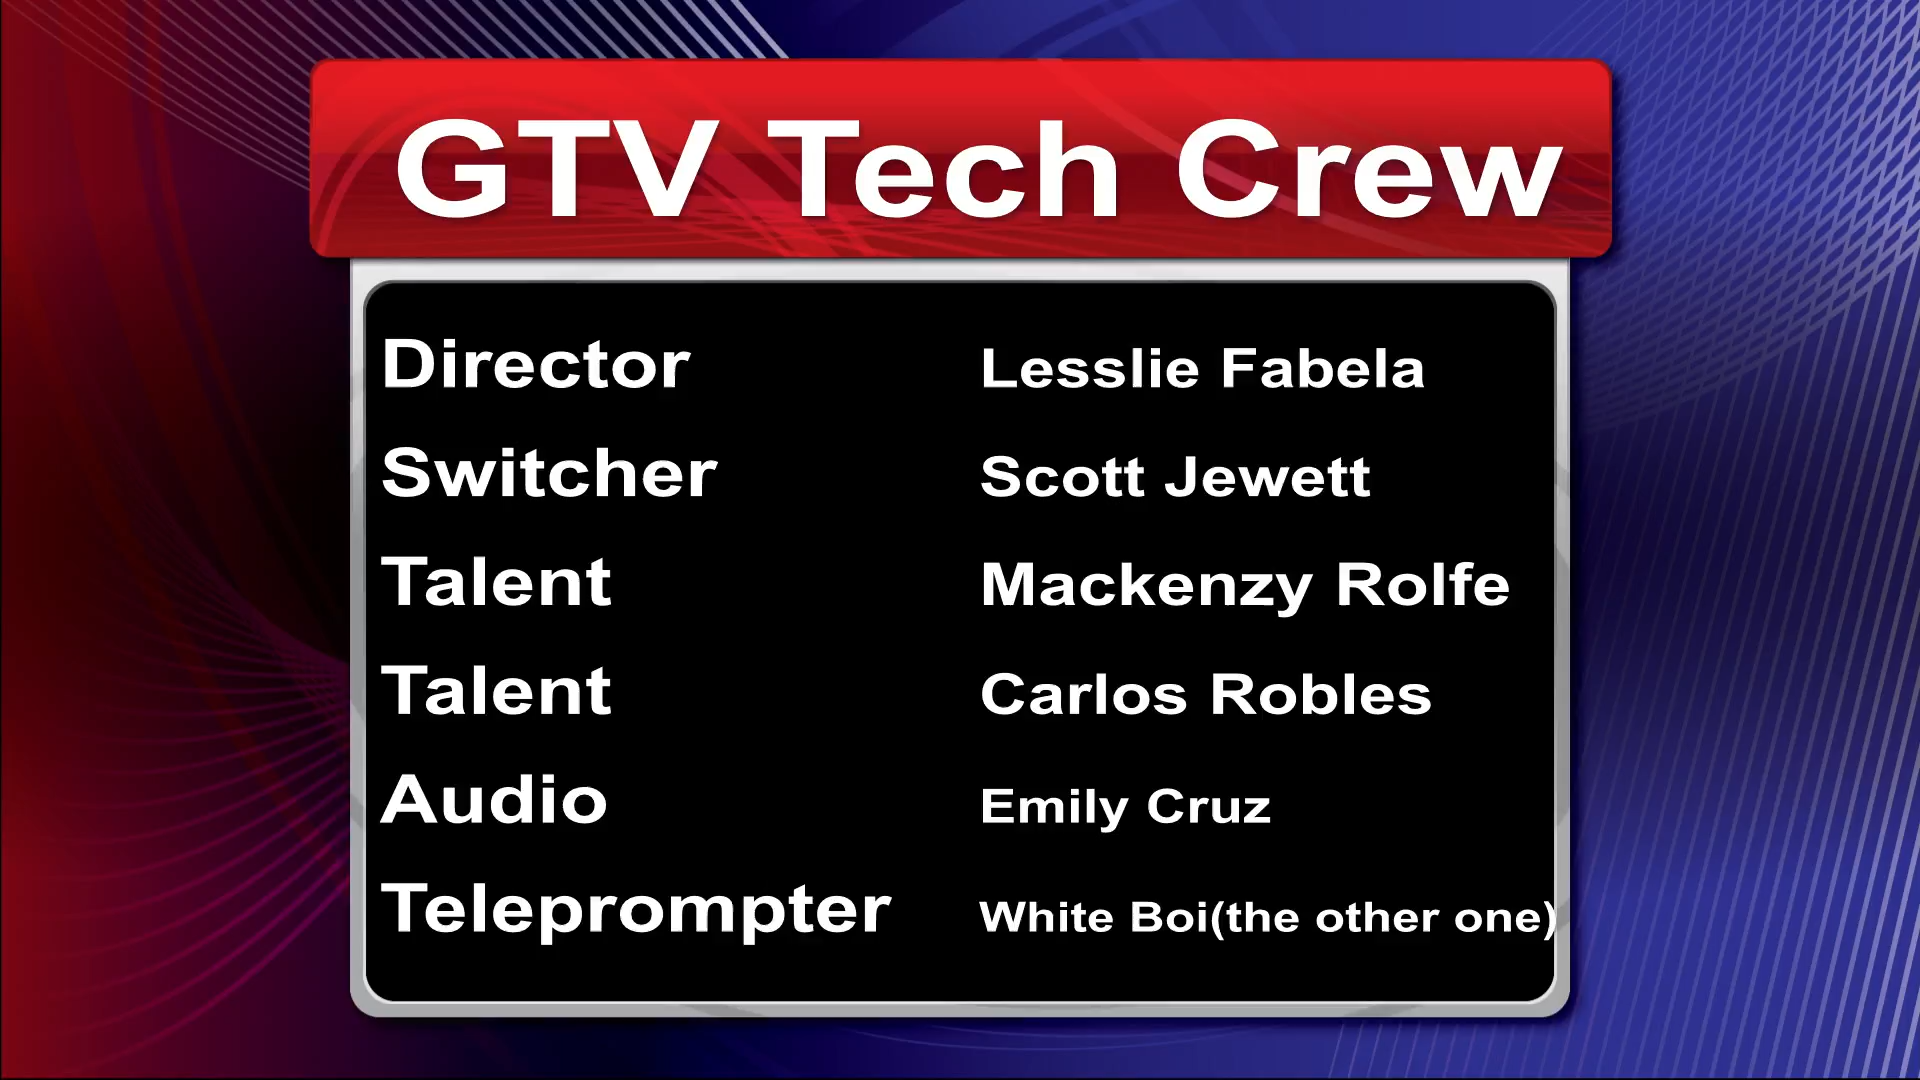 GTV Tech Crew
Director Lesslie Fabela
Switcher Scott Jewett
Talent Mackenzy Rolfe
Talent Carlos Robles
Audio Emily Cruz
Teleprompter White Boi(the other one)